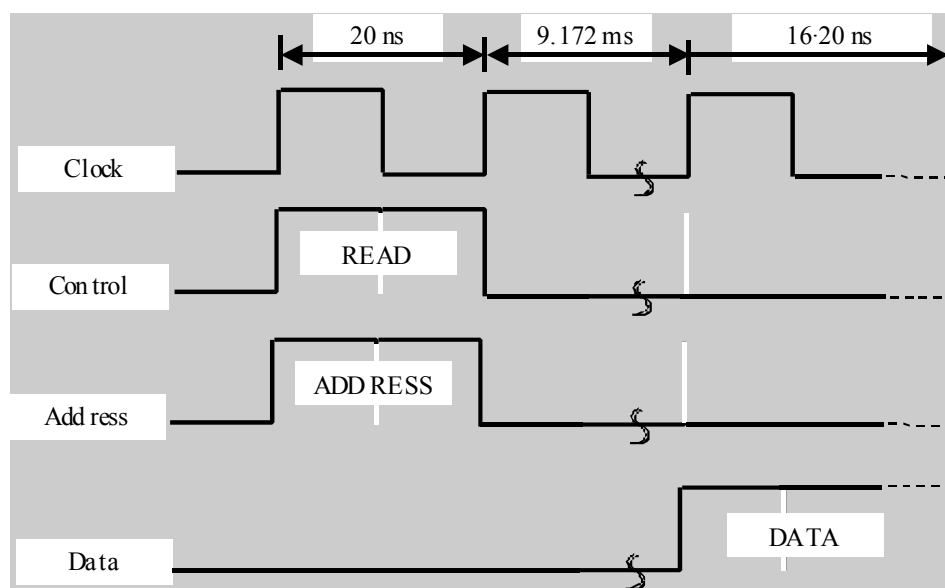 20 ns
9.172 ms
16·20 ns
Clock
READ
Control
ADDRESS
Address
DATA
Data